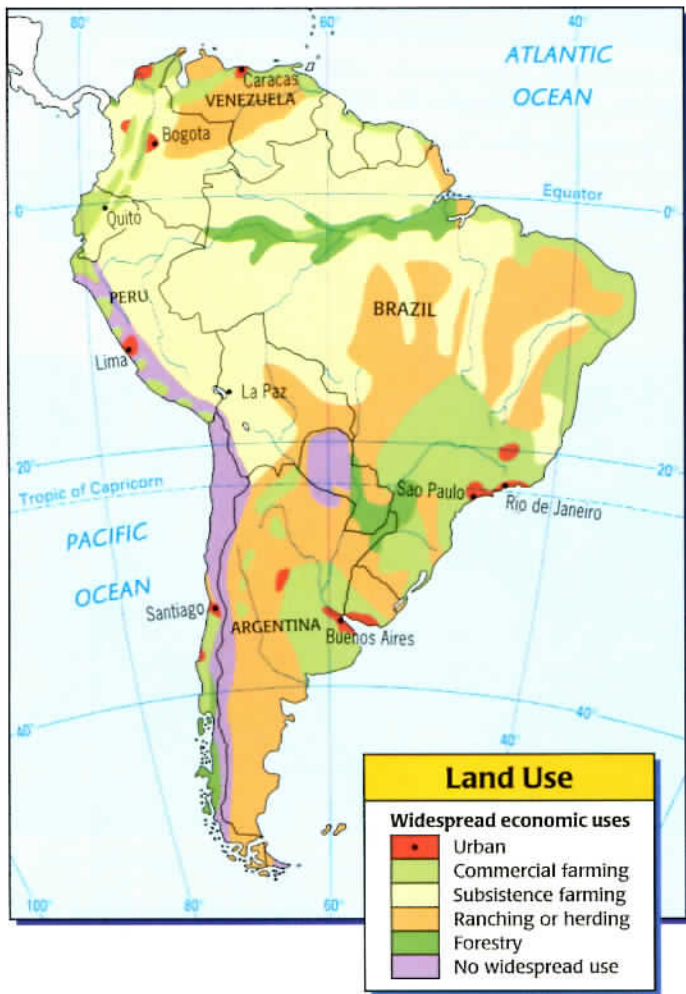 80°
60°
40°
ATLANTIC
OCEAN
Caracas
VENEZUELA
Bogota
Equator
0°
Quito
0°
PERU
BRAZIL
Lima
La Paz
20°
20°
Tropic of Capricorn
Sao Paulo
Rio de Janeiro
PACIFIC
OCEAN
Santiago
ARGENTINA
Buenos Aires
40°
40°
40°
100°
80°
60°
Land Use
Widespread economic uses
Urban
Commercial farming
Subsistence farming
Ranching or herding
Forestry
No widespread use